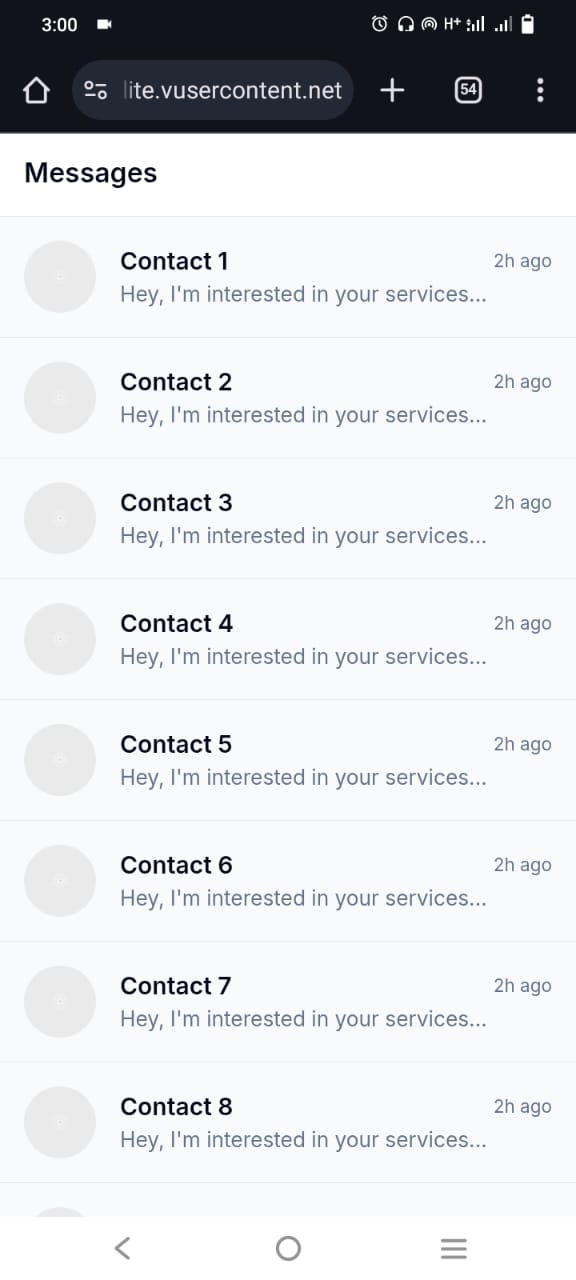 3:00 H+
lite.vusercontent.net 54
Messages
Contact 1 2h ago
Hey, I'm interested in your services...
Contact 2 2h ago
Hey, I'm interested in your services...
Contact 3 2h ago
Hey, I'm interested in your services...
Contact 4 2h ago
Hey, I'm interested in your services...
Contact 5 2h ago
Hey, I'm interested in your services...
Contact 6 2h ago
Hey, I'm interested in your services...
Contact 7 2h ago
Hey, I'm interested in your services...
Contact 8 2h ago
Hey, I'm interested in your services...